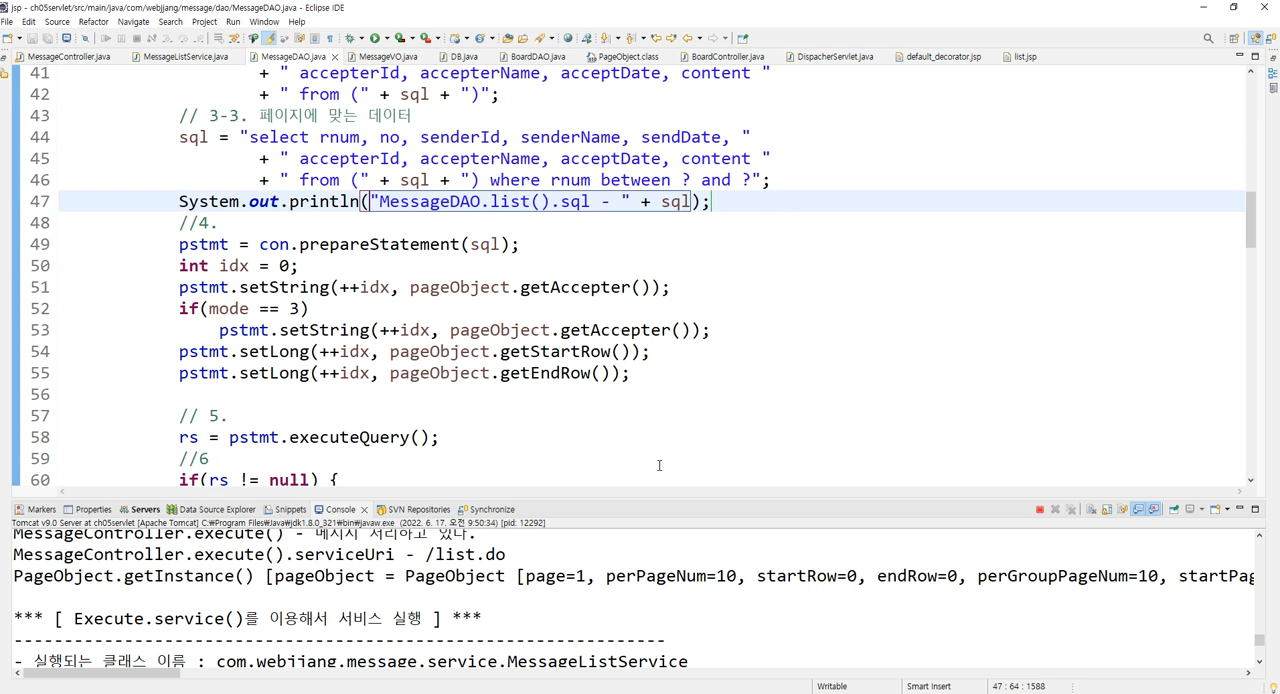 jsp - ch05servlet/src/main/java/com/webjjang/message/dao/MessageDAO.java - Eclipse IDE
File Edit Source Refactor Navigate Search Project Run Window Help
MessageController.java MessageListService.java MessageDAO.java MessageVO.java DB.java BoardDAO.java PageObject.class BoardController.java DispacherServlet.java default_decorator.jsp list.jsp
41 + " accepterId, accepterName, acceptDate, content "
42 + " from (" + sql + ")";
43 // 3-3. 페이지에 맞는 데이터
44 sql = "select rnum, no, senderId, senderName, sendDate, "
45 + " accepterId, accepterName, acceptDate, content "
46 + " from (" + sql + ") where rnum between ? and ?";
47 System.out.println("MessageDAO.list().sql - " + sql);
48 //4.
49 pstmt = con.prepareStatement(sql);
50 int idx = 0;
51 pstmt.setString(++idx, pageObject.getAccepter());
52 if(mode == 3)
53 pstmt.setString(++idx, pageObject.getAccepter());
54 pstmt.setLong(++idx, pageObject.getStartRow());
55 pstmt.setLong(++idx, pageObject.getEndRow());
56
57 // 5.
58 rs = pstmt.executeQuery();
59 //6
60 if(rs != null) {
Markers Properties Servers Data Source Explorer Snippets Console SVN Repositories Synchronize
Tomcat v9.0 Server at ch05servlet [Apache Tomcat] C:₩Program Files₩Java₩jdk1.8.0_321₩bin₩javaw.exe (2022. 6. 17. 오전 9:50:34) [pid: 12292]
MessageController.execute() - 메시지 처리하고 있다.
MessageController.execute().serviceUri - /list.do
PageObject.getInstance() [pageObject = PageObject [page=1, perPageNum=10, startRow=0, endRow=0, perGroupPageNum=10, startPag
*** [ Execute.service()를 이용해서 서비스 실행 ] ***
-----------------------------------------------------------------
- 실행되는 클래스 이름 : com.webjjang.message.service.MessageListService
Writable Smart Insert 47 : 64 : 1588